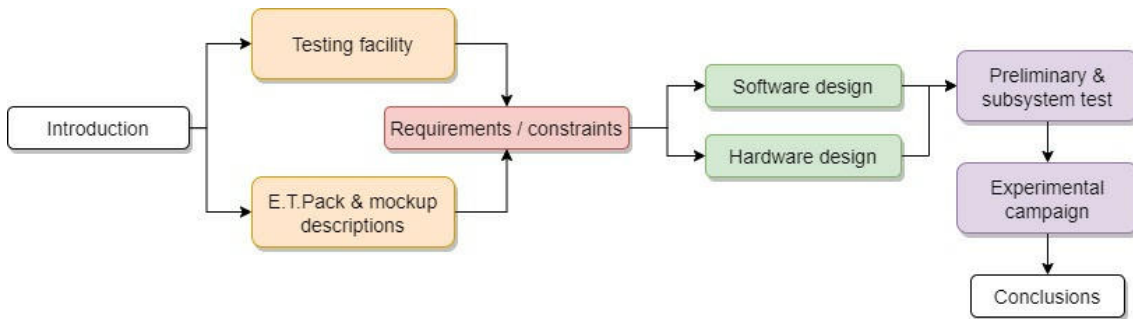 Testing facility
Introduction
E.T.Pack & mockup
descriptions
Requirements / constraints
Software design
Hardware design
Preliminary &
subsystem test
Experimental
campaign
Conclusions